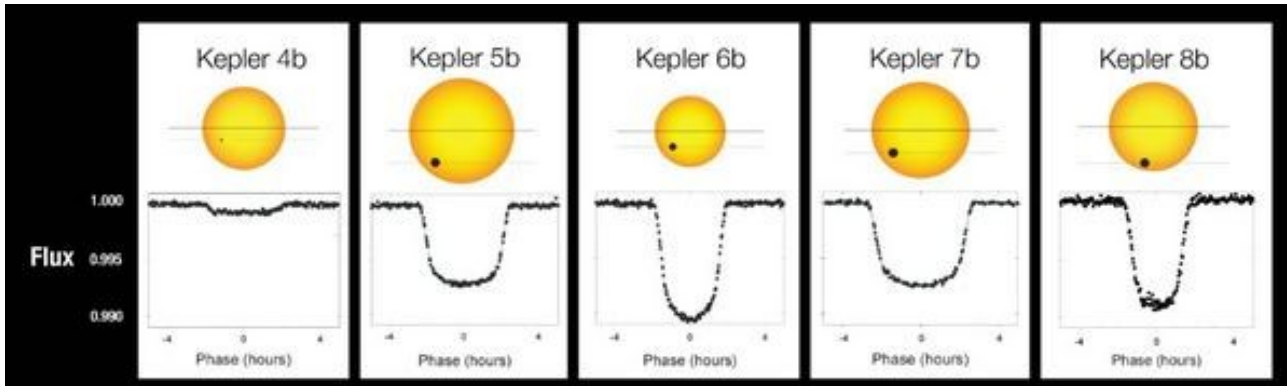 Kepler 4b
Kepler 5b
Kepler 6b
Kepler 7b
Kepler 8b
Flux
1.000
0.995
0.990
-4 0 4
Phase (hours)
-4 0 4
Phase (hours)
-4 0 4
Phase (hours)
-4 0 4
Phase (hours)
-4 0 4
Phase (hours)